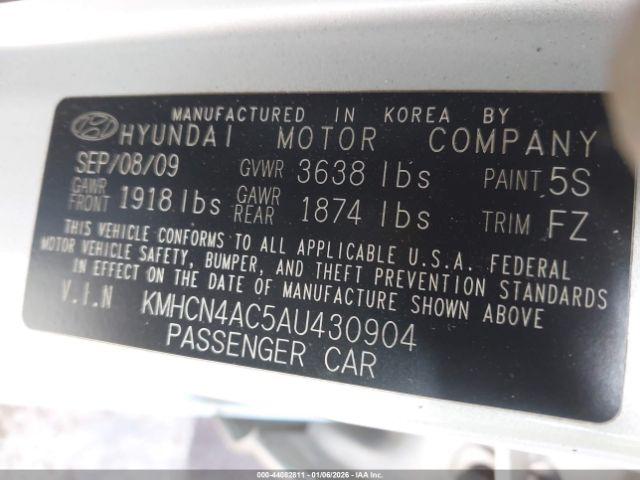 MANUFACTURED IN KOREA BY
HYUNDAI MOTOR COMPANY
SEP/08/09 GVWR 3638 lbs PAINT 5S
GAWR FRONT 1918 lbs GAWR REAR 1874 lbs TRIM FZ
THIS VEHICLE CONFORMS TO ALL APPLICABLE U.S.A. FEDERAL
MOTOR VEHICLE SAFETY, BUMPER, AND THEFT PREVENTION STANDARDS
IN EFFECT ON THE DATE OF MANUFACTURE SHOWN ABOVE
V.I.N KMHCN4AC5AU430904
PASSENGER CAR
000-44082811 - 01/06/2026 - IAA Inc.